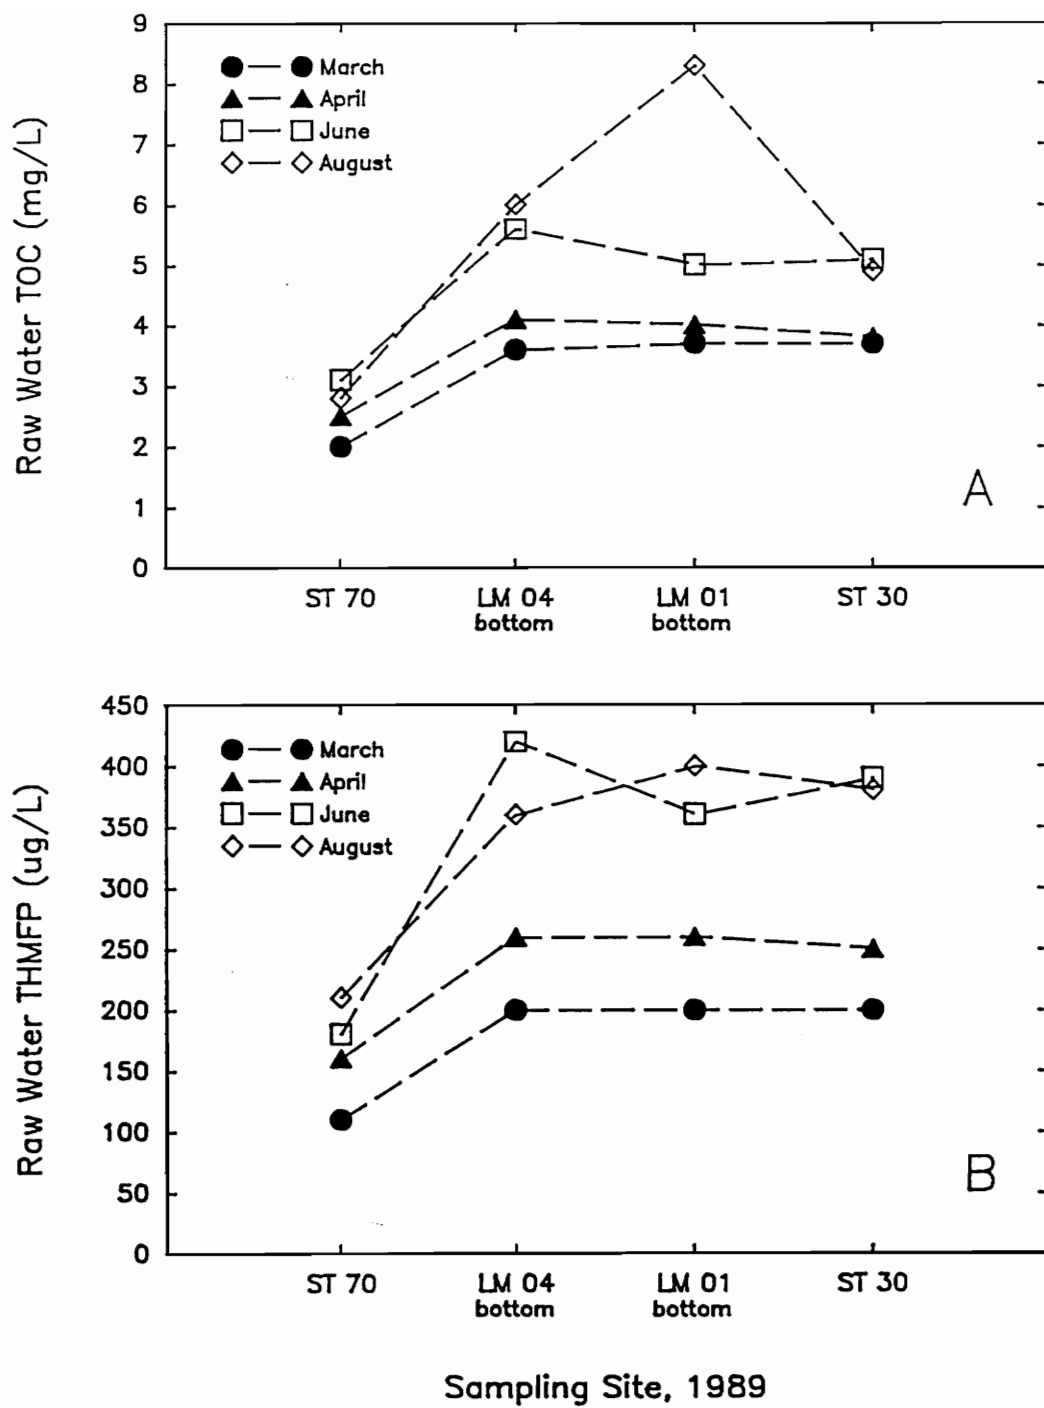 9
8
7
6
5
4
3
2
1
0
Raw Water TOC (mg/L)
March
April
June
August
A
ST 70 LM 04 LM 01 ST 30
bottom bottom
450
400
350
300
250
200
150
100
50
0
Raw Water THMFP (ug/L)
March
April
June
August
B
ST 70 LM 04 LM 01 ST 30
bottom bottom
Sampling Site, 1989